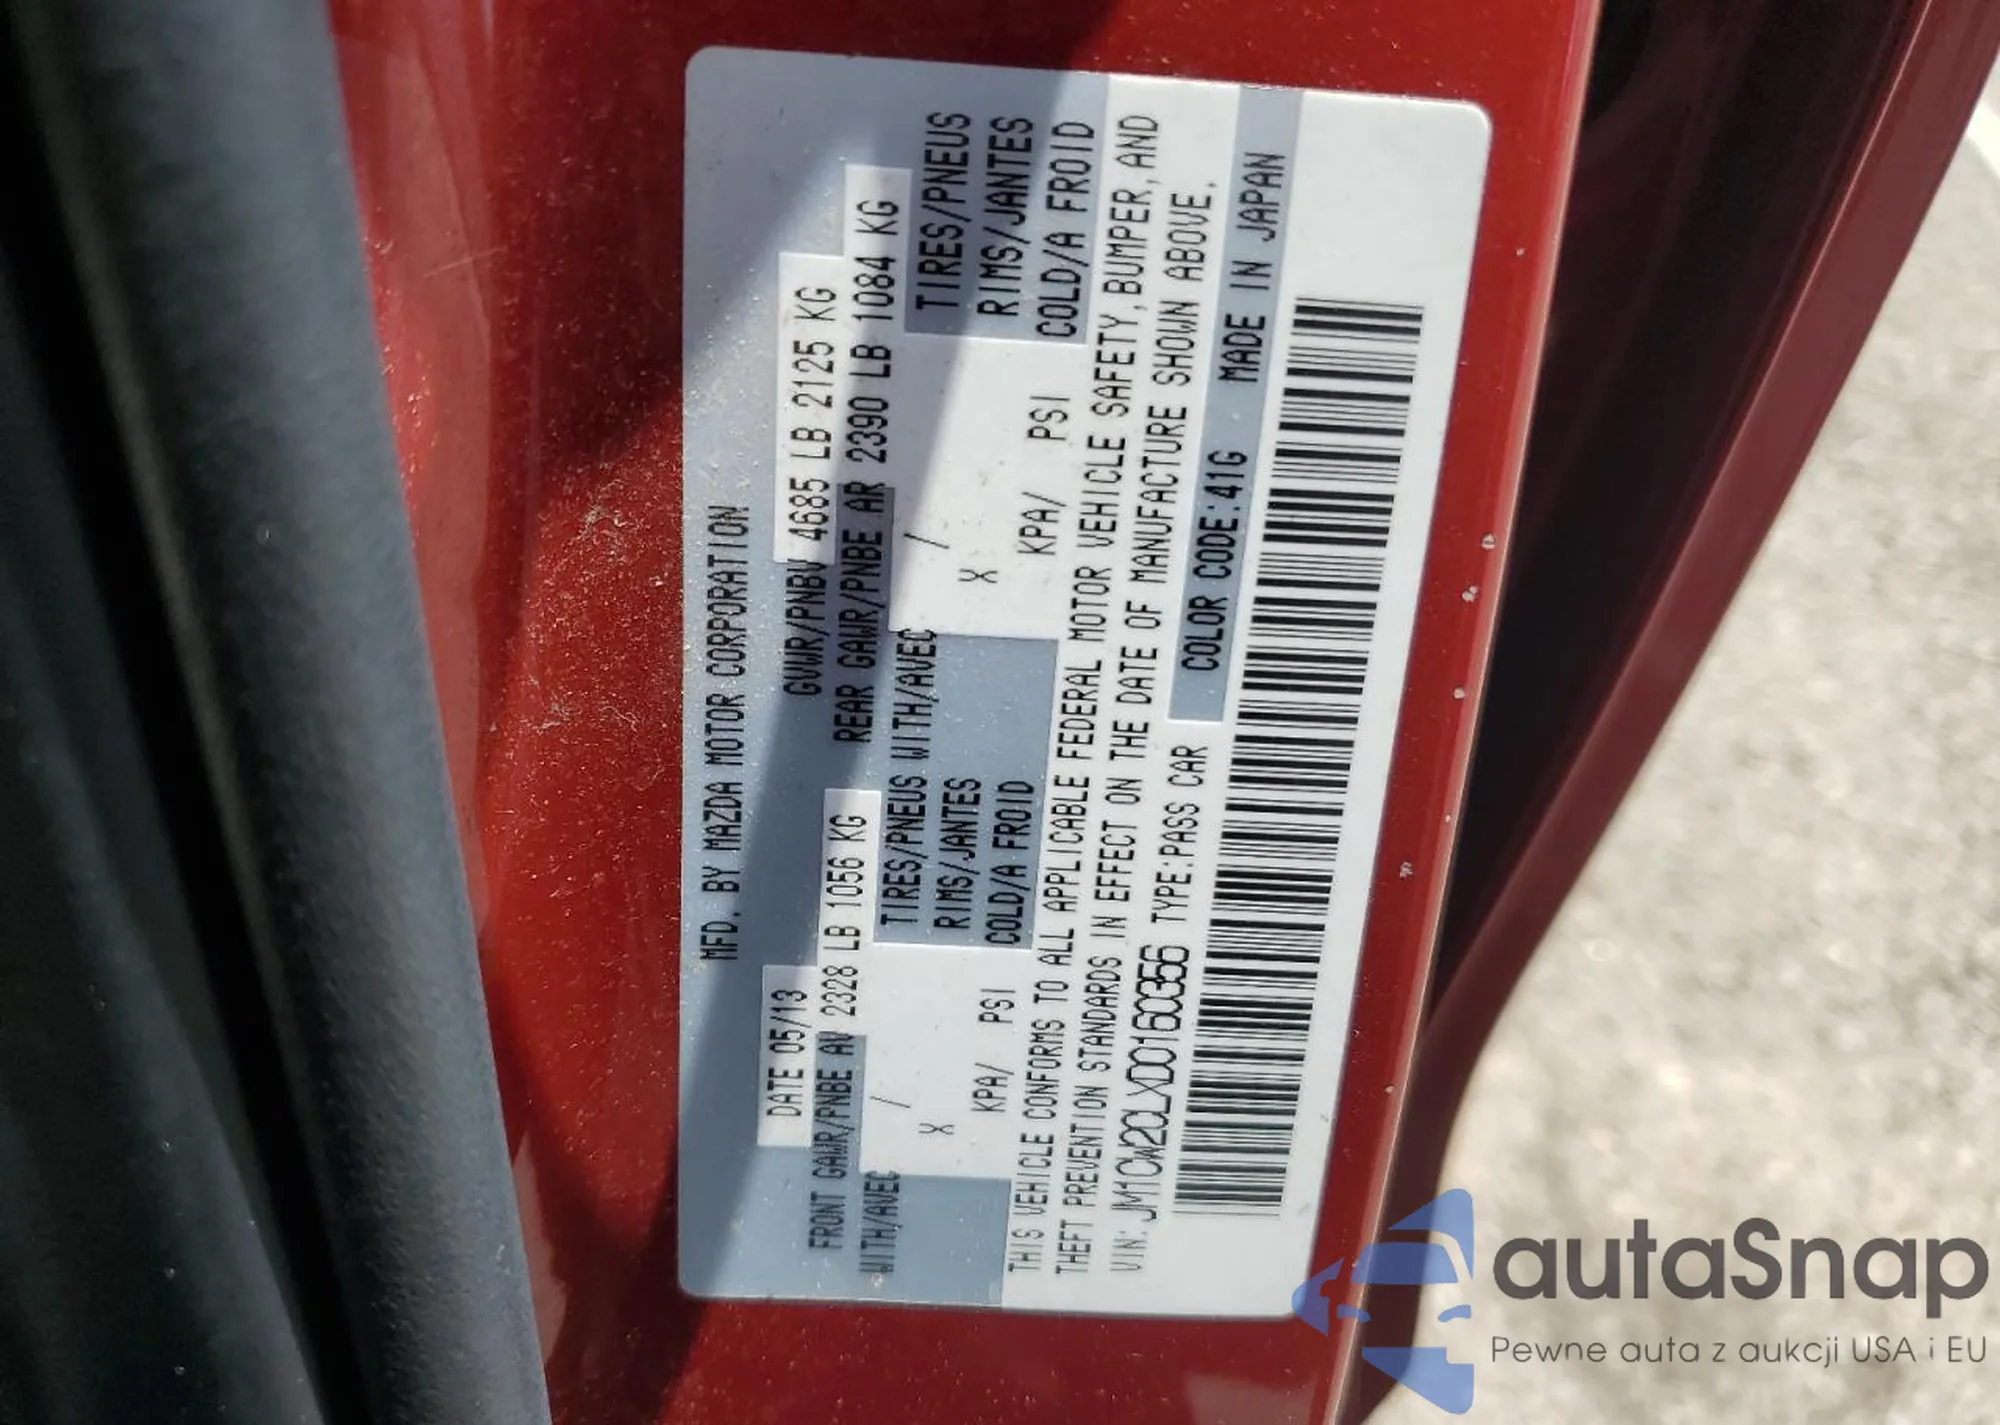 MFD. BY MAZDA MOTOR CORPORATION
DATE 05/13 GVWR/PNBV 4685 LB 2125 KG
FRONT GAWR/PNBE AV 2328 LB 1056 KG REAR GAWR/PNBE AR 2390 LB 1084 KG
WITH/AVEC / TIRES/PNEUS WITH/AVEC / TIRES/PNEUS
X RIMS/JANTES X RIMS/JANTES
KPA/ PSI COLD/A FROID KPA/ PSI COLD/A FROID
THIS VEHICLE CONFORMS TO ALL APPLICABLE FEDERAL MOTOR VEHICLE SAFETY, BUMPER, AND
THEFT PREVENTION STANDARDS IN EFFECT ON THE DATE OF MANUFACTURE SHOWN ABOVE.
VIN: JM1CW2CLXD0160356 TYPE:PASS CAR COLOR CODE:41G MADE IN JAPAN
autaSnap
Pewne auta z aukcji USA i EU